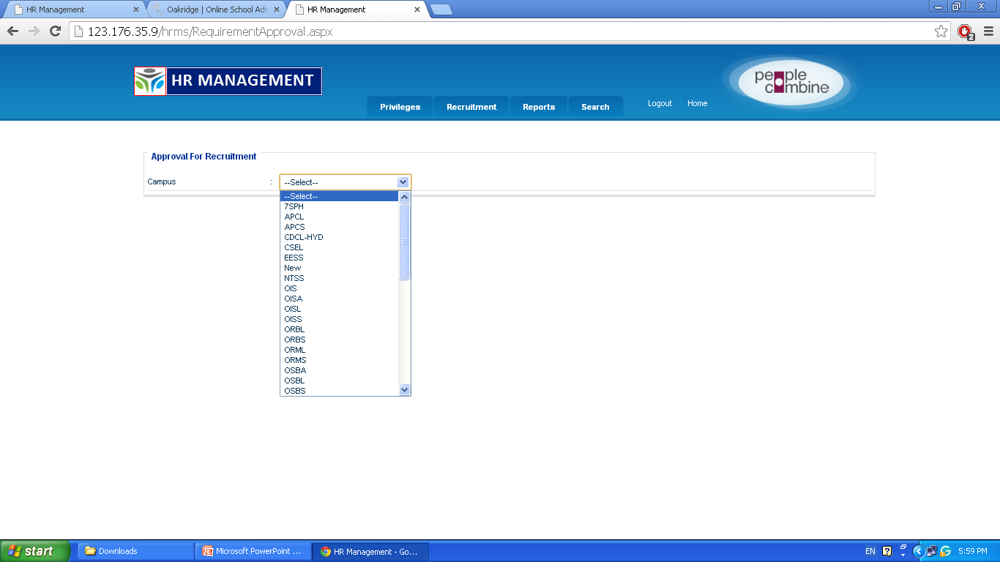 HR Management
Oakridge | Online School Adm
HR Management
123.176.35.9/hrms/RequirementApproval.aspx
2
HR MANAGEMENT
people combine
Privileges
Recruitment
Reports
Search
Logout
Home
Approval For Recruitment
Campus : --Select--
--Select--
7SPH
APCL
APCS
CDCL-HYD
CSEL
EESS
New
NTSS
OIS
OISA
OISL
OISS
ORBL
ORBS
ORML
ORMS
OSBA
OSBL
OSBS
start
Downloads
Microsoft PowerPoint ...
HR Management - Go...
EN
5:59 PM